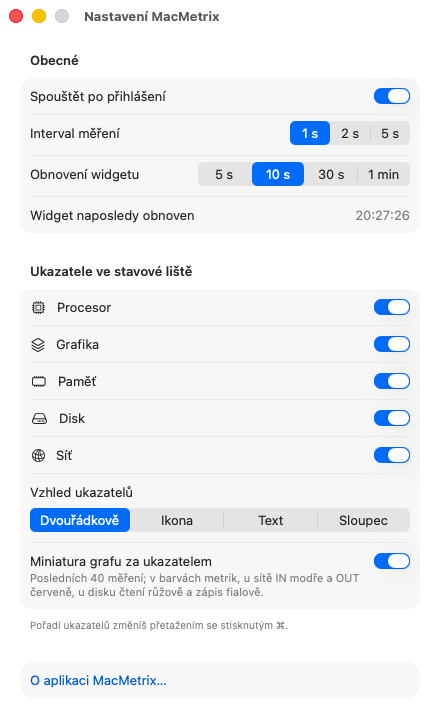 Nastavení MacMetrix
Obecné
Spouštět po přihlášení
Interval měření
1 s 2 s 5 s
Obnovení widgetu
5 s 10 s 30 s 1 min
Widget naposledy obnoven 20:27:26
Ukazatele ve stavové liště
Procesor
Grafika
Paměť
Disk
Síť
Vzhled ukazatelů
Dvouřádkově Ikona Text Sloupec
Miniatura grafu za ukazatelem
Posledních 40 měření; v barvách metrik, u sítě IN modře a OUT
červeně, u disku čtení růžově a zápis fialově.
Pořadí ukazatelů změníš přetažením se stisknutým ⌘.
O aplikaci MacMetrix...